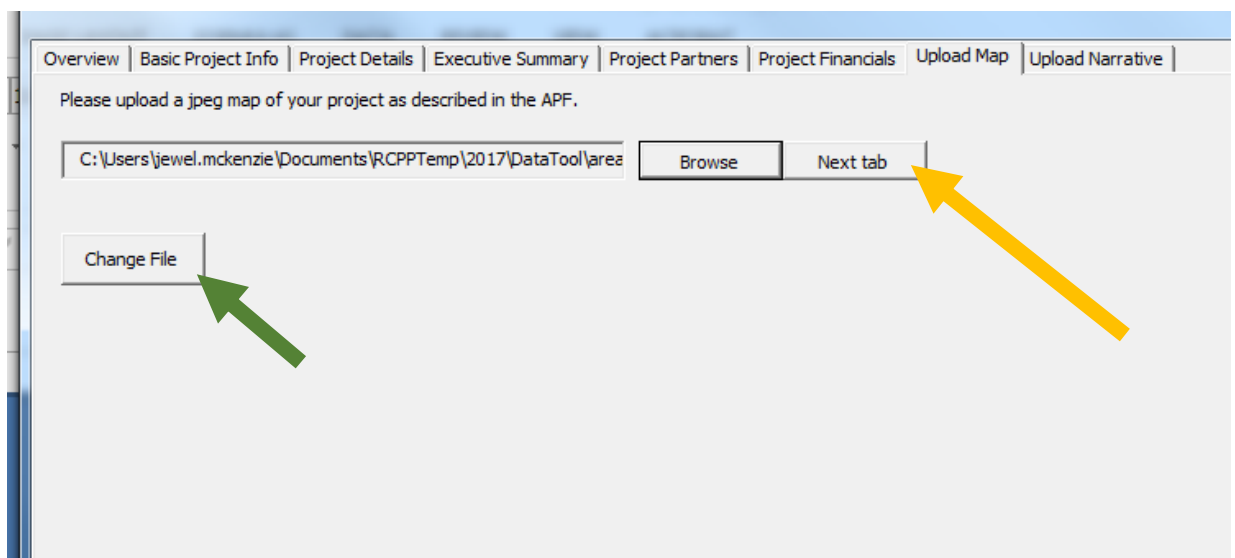 Overview Basic Project Info Project Details Executive Summary Project Partners Project Financials Upload Map Upload Narrative
Please upload a jpeg map of your project as described in the APF.
C:\Users\jewel.mckenzie\Documents\RCPPTemp\2017\DataTool\area Browse Next tab
Change File